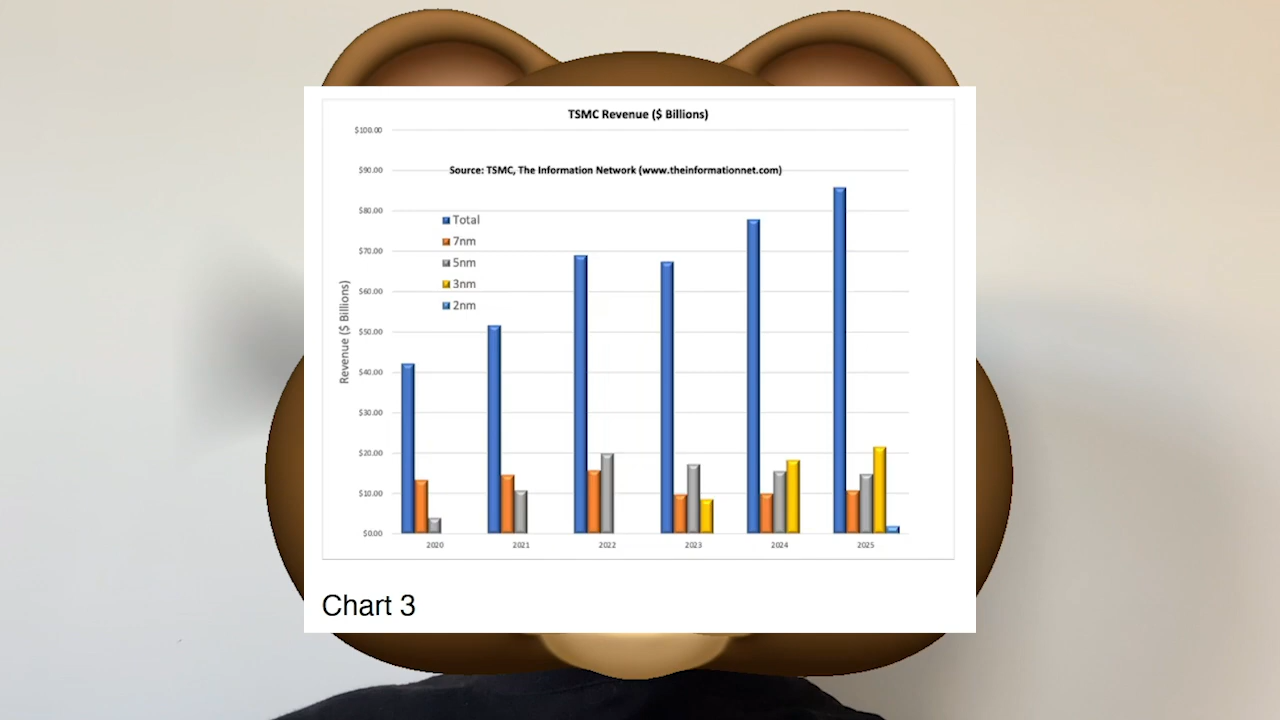 TSMC Revenue ($ Billions)
$100.00
$90.00
Source: TSMC, The Information Network (www.theinformationnet.com)
$80.00
$70.00
$60.00
$50.00
$40.00
$30.00
$20.00
$10.00
$0.00
Revenue ($ Billions)
Total
7nm
5nm
3nm
2nm
2020 2021 2022 2023 2024 2025
Chart 3